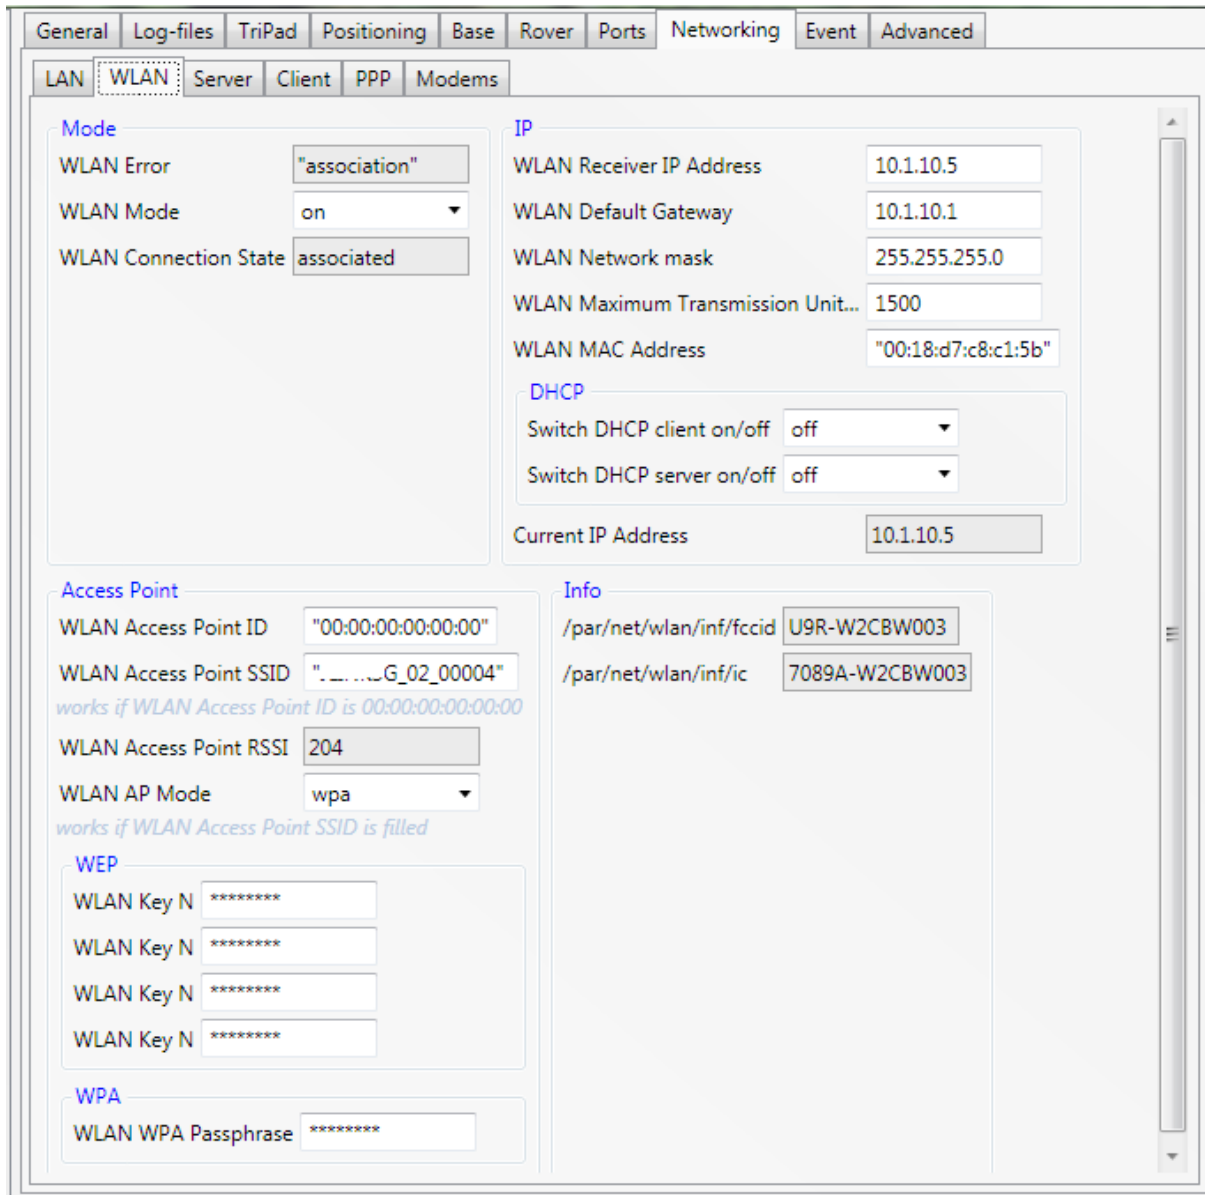 General Log-files TriPad Positioning Base Rover Ports Networking Event Advanced
LAN WLAN Server Client PPP Modems
Mode
WLAN Error "association"
WLAN Mode on
WLAN Connection State associated
IP
WLAN Receiver IP Address 10.1.10.5
WLAN Default Gateway 10.1.10.1
WLAN Network mask 255.255.255.0
WLAN Maximum Transmission Unit... 1500
WLAN MAC Address "00:18:d7:c8:c1:5b"
DHCP
Switch DHCP client on/off off
Switch DHCP server on/off off
Current IP Address 10.1.10.5
Access Point
WLAN Access Point ID "00:00:00:00:00:00"
WLAN Access Point SSID
works if WLAN Access Point ID is 00:00:00:00:00:00
WLAN Access Point RSSI 204
WLAN AP Mode wpa
works if WLAN Access Point SSID is filled
WEP
WLAN Key N ********
WLAN Key N ********
WLAN Key N ********
WLAN Key N ********
WPA
WLAN WPA Passphrase ********
Info
/par/net/wlan/inf/fccid U9R-W2CBW003
/par/net/wlan/inf/ic 7089A-W2CBW003